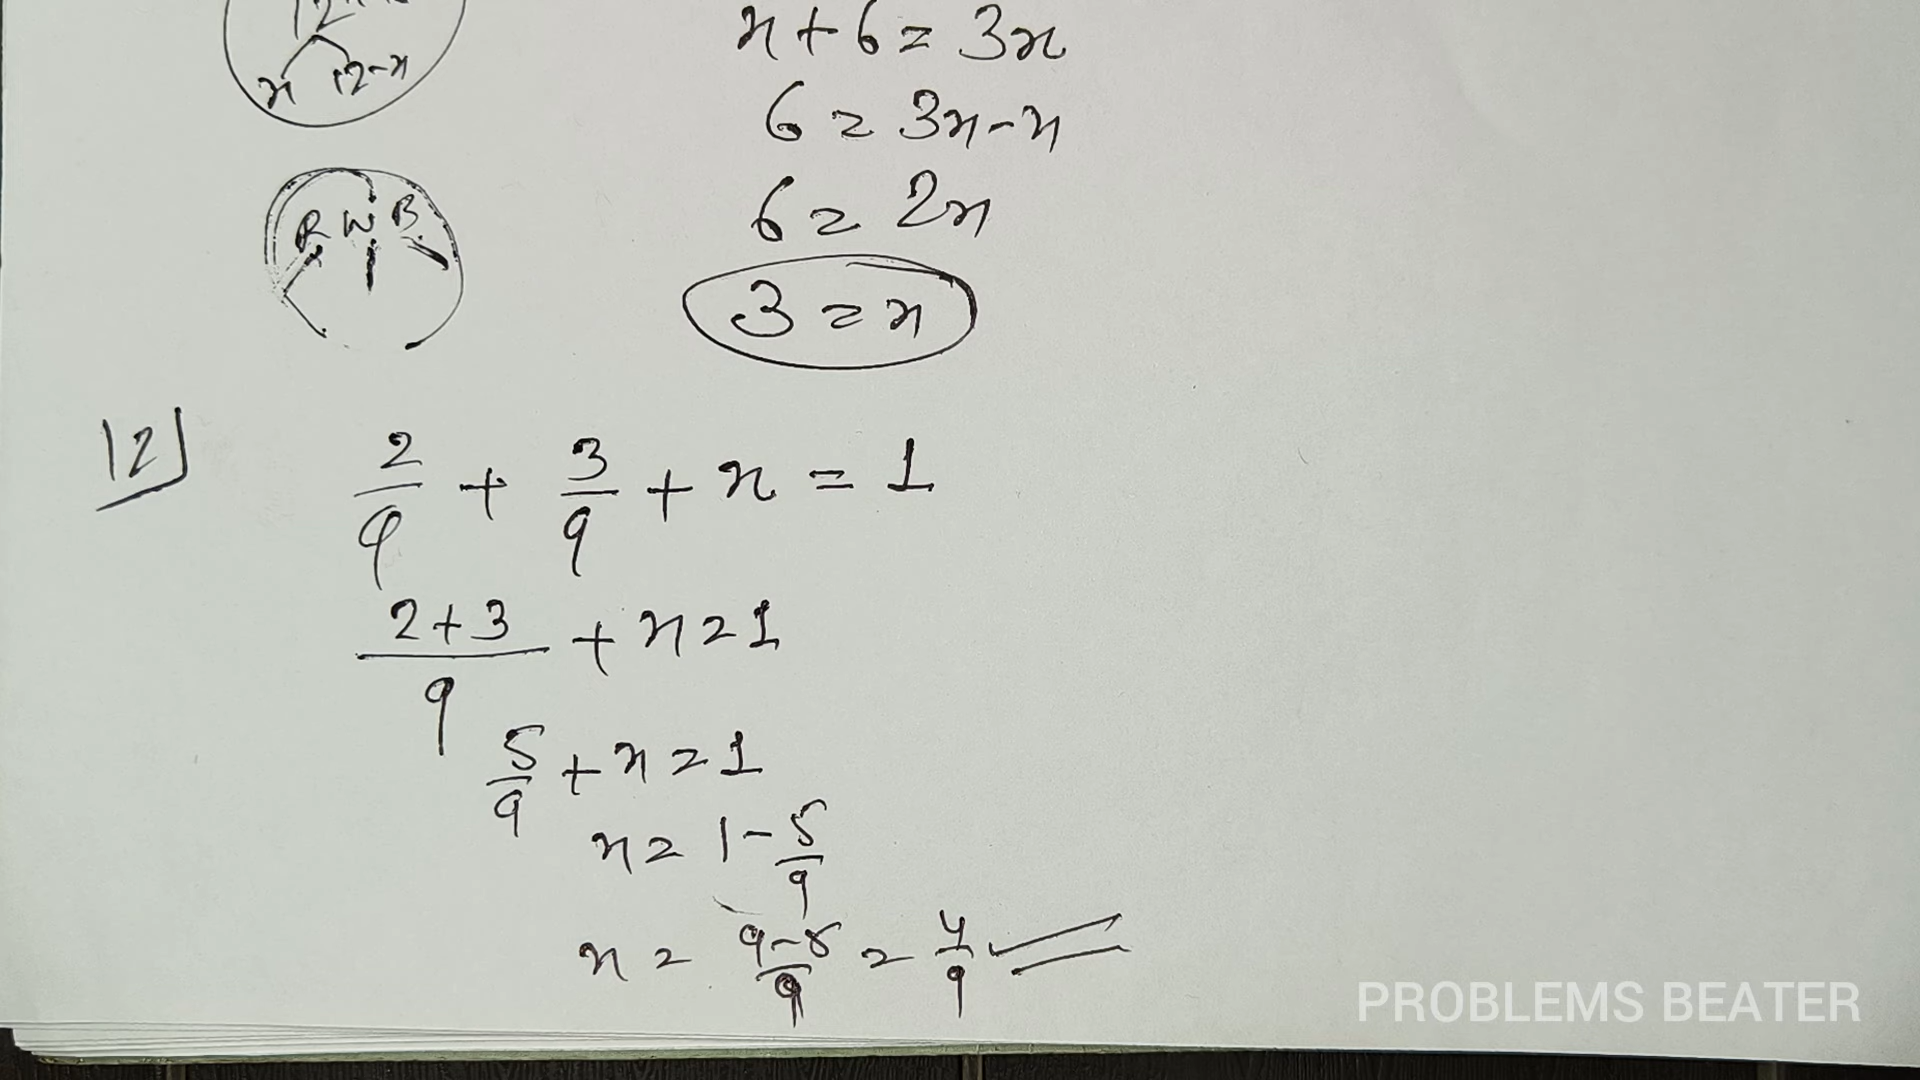 x 12-x
x + 6 = 3x
6 = 3x - x
6 = 2x
R W B
3 = x
12]
2/9 + 3/9 + x = 1
2+3/9 + x = 1
5/9 + x = 1
x = 1 - 5/9
x = 9-5/9 = 4/9
PROBLEMS BEATER